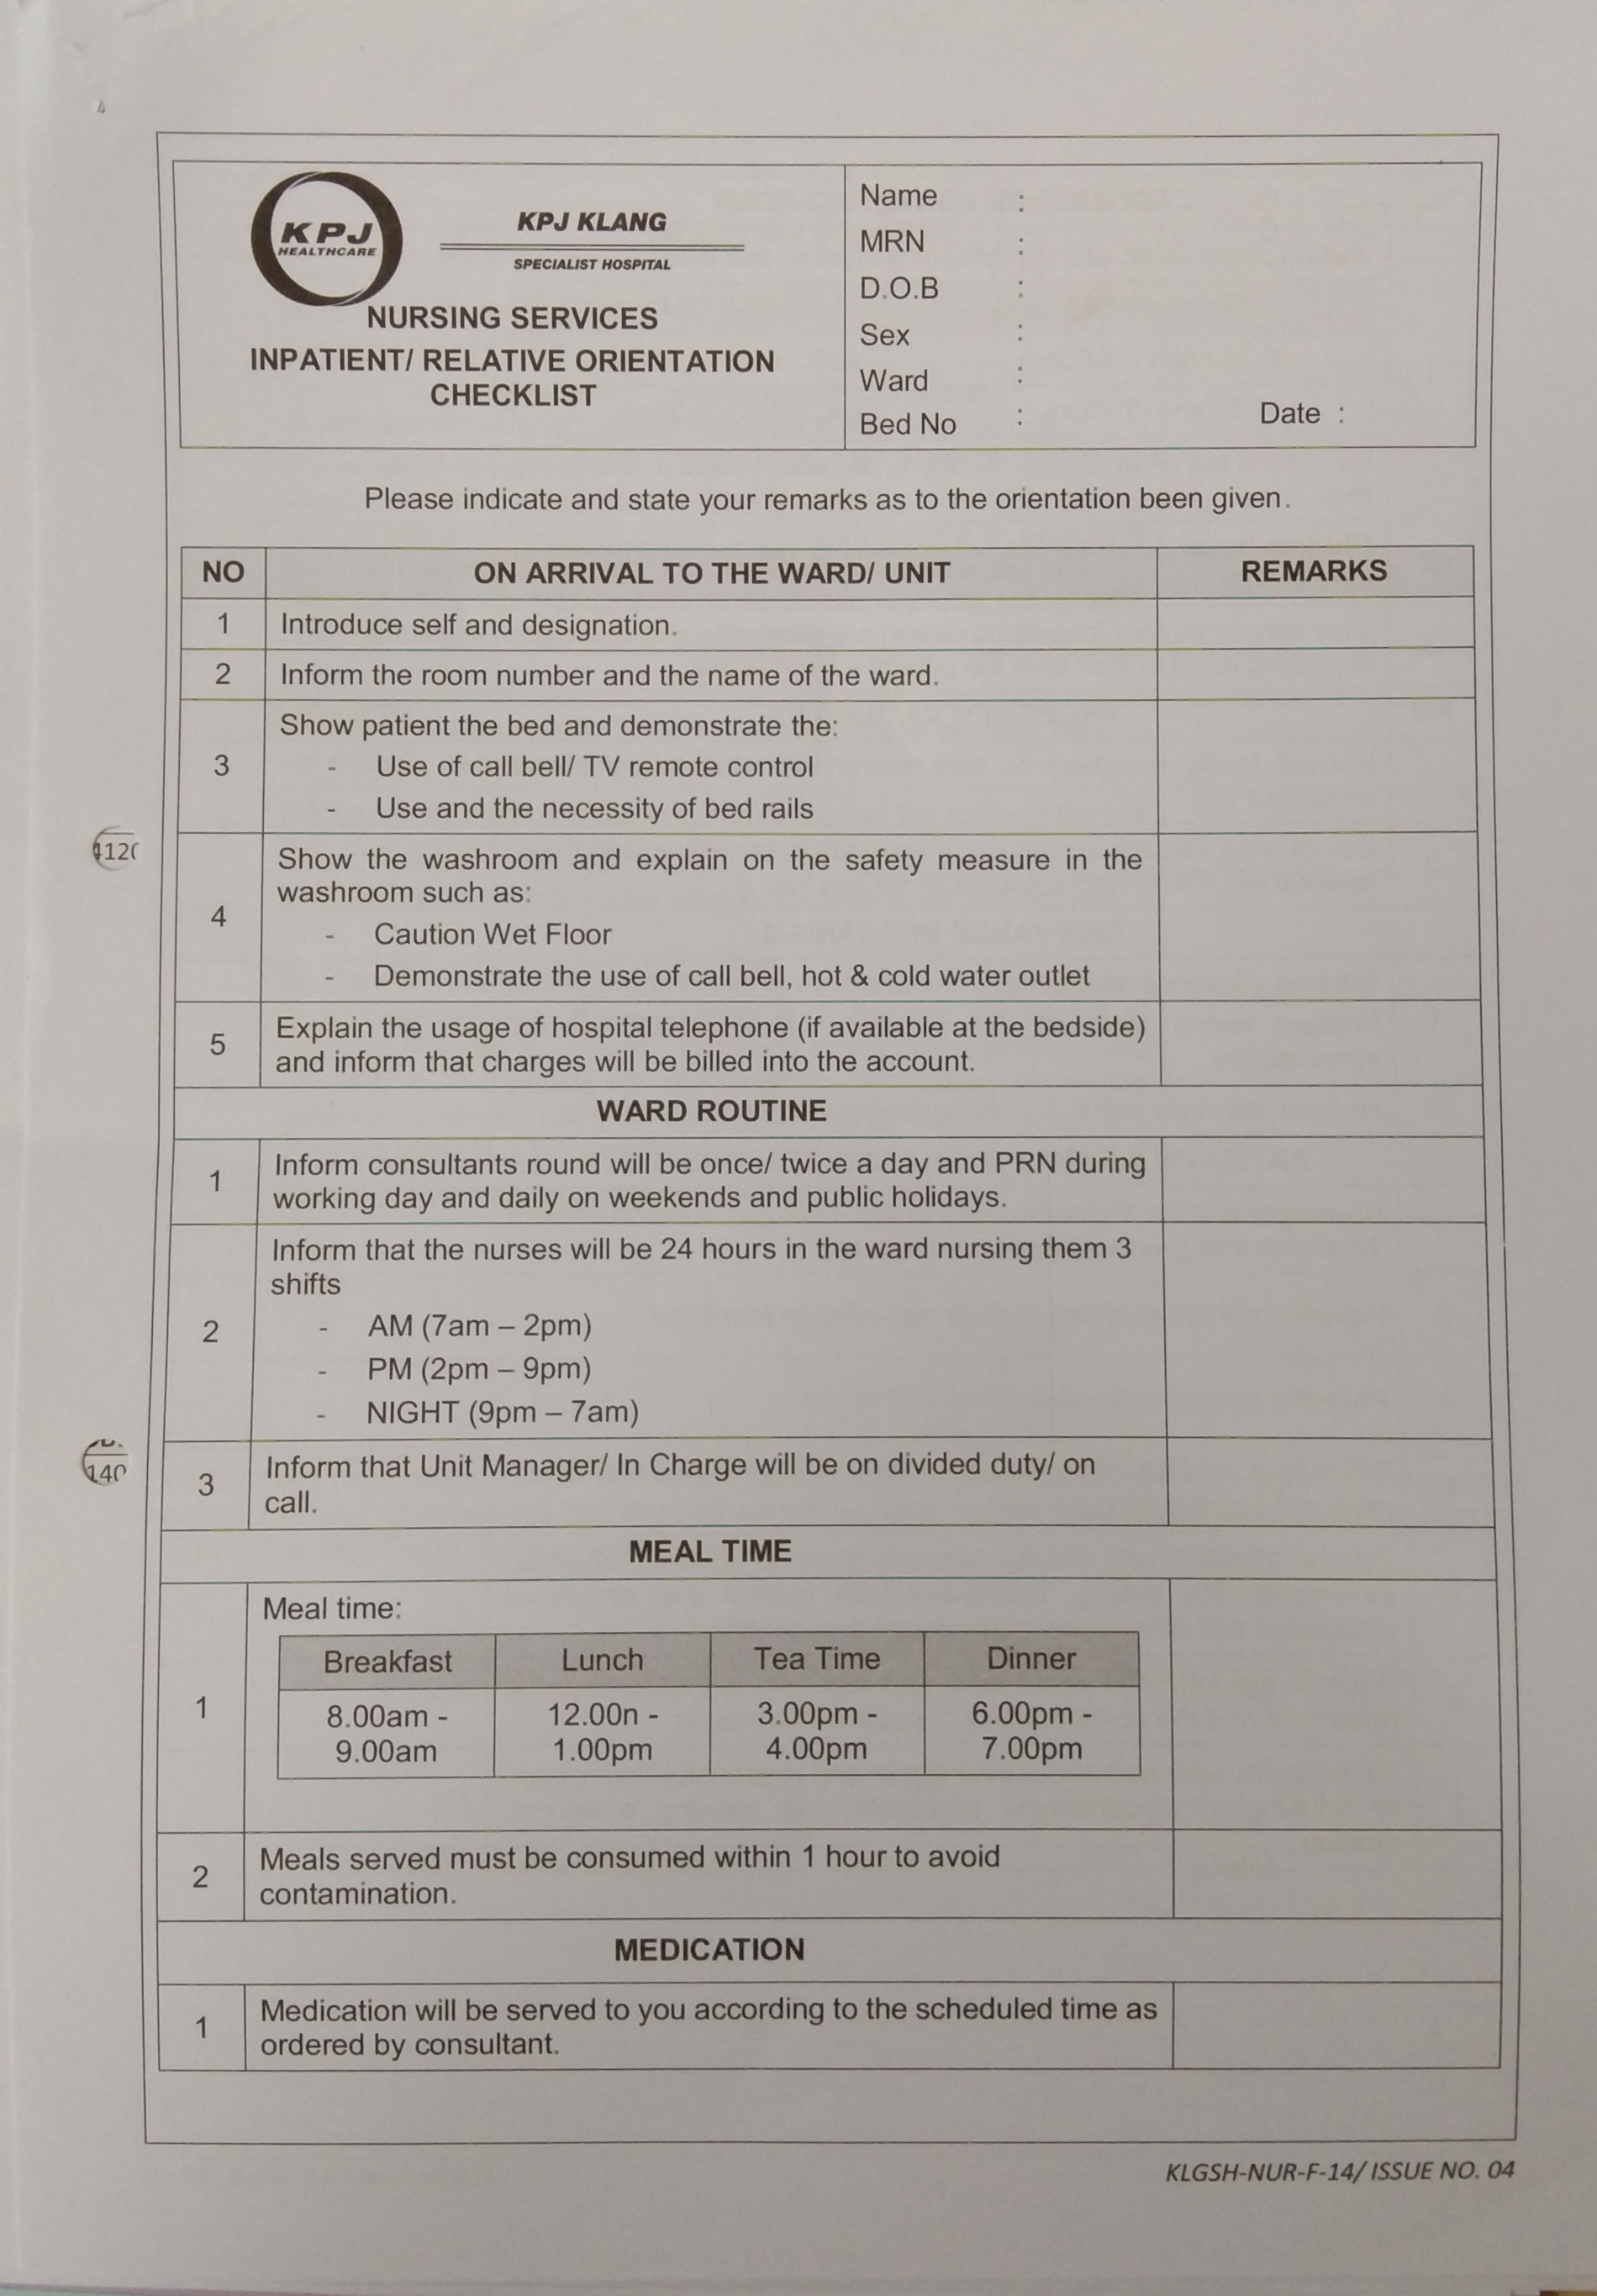 KPJ
HEALTHCARE
KPJ KLANG
SPECIALIST HOSPITAL
NURSING SERVICES
INPATIENT/ RELATIVE ORIENTATION
CHECKLIST
Name :
MRN :
D.O.B :
Sex :
Ward :
Bed No : Date :
Please indicate and state your remarks as to the orientation been given.
NO ON ARRIVAL TO THE WARD/ UNIT REMARKS
1 Introduce self and designation.
2 Inform the room number and the name of the ward.
3 Show patient the bed and demonstrate the:
- Use of call bell/ TV remote control
- Use and the necessity of bed rails
4 Show the washroom and explain on the safety measure in the
washroom such as:
- Caution Wet Floor
- Demonstrate the use of call bell, hot & cold water outlet
5 Explain the usage of hospital telephone (if available at the bedside)
and inform that charges will be billed into the account.
WARD ROUTINE
1 Inform consultants round will be once/ twice a day and PRN during
working day and daily on weekends and public holidays.
2 Inform that the nurses will be 24 hours in the ward nursing them 3
shifts
- AM (7am – 2pm)
- PM (2pm – 9pm)
- NIGHT (9pm – 7am)
3 Inform that Unit Manager/ In Charge will be on divided duty/ on
call.
MEAL TIME
1 Meal time:
Breakfast Lunch Tea Time Dinner
8.00am - 12.00n - 3.00pm - 6.00pm -
9.00am 1.00pm 4.00pm 7.00pm
2 Meals served must be consumed within 1 hour to avoid
contamination.
MEDICATION
1 Medication will be served to you according to the scheduled time as
ordered by consultant.
KLGSH-NUR-F-14/ ISSUE NO. 04